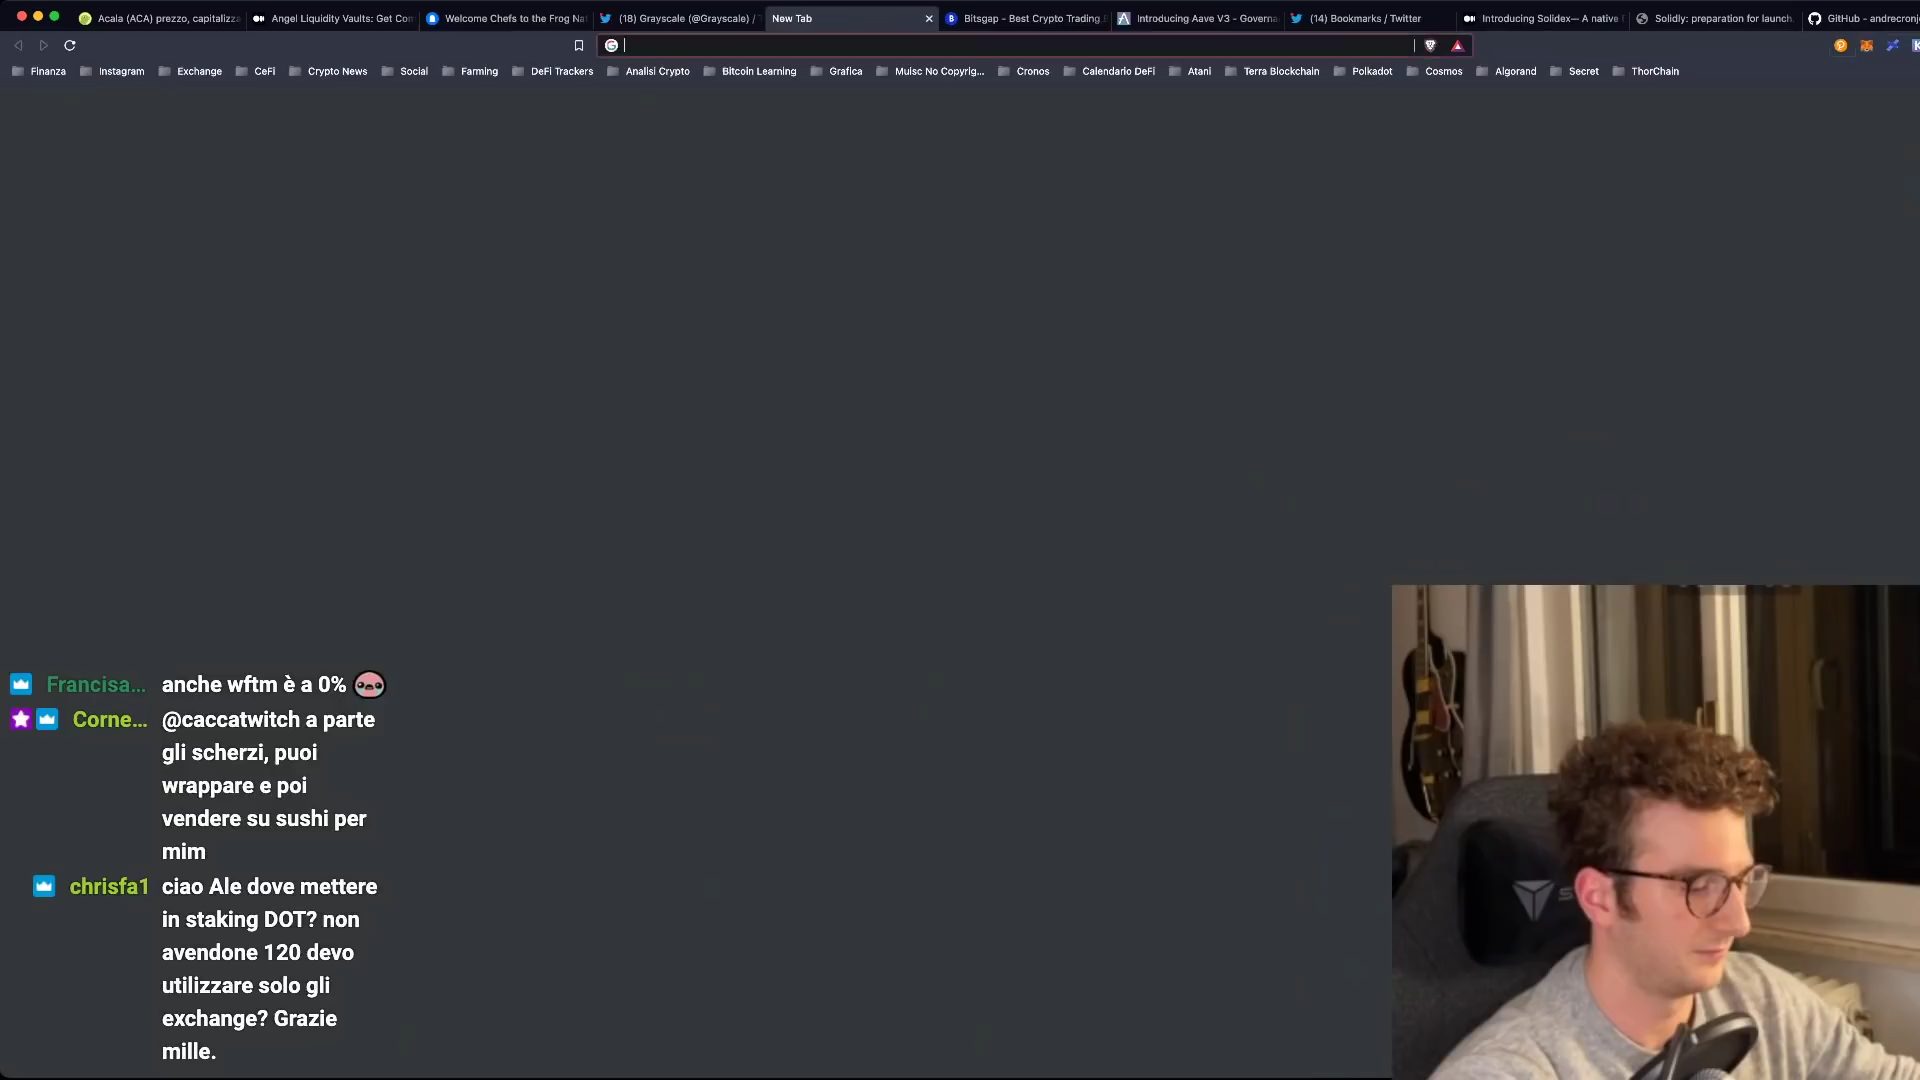 Acala (ACA) prezzo, capitalizza
Angel Liquidity Vaults: Get Con
Welcome Chefs to the Frog Nat
(18) Grayscale (@Grayscale) /
New Tab
Bitsgap - Best Crypto Trading
Introducing Aave V3 - Governa
(14) Bookmarks / Twitter
Introducing Solidex— A native
Solidly: preparation for launch.
GitHub - andrecronj
Finanza
Instagram
Exchange
CeFi
Crypto News
Social
Farming
DeFi Trackers
Analisi Crypto
Bitcoin Learning
Grafica
Muisc No Copyrig...
Cronos
Calendario DeFi
Atani
Terra Blockchain
Polkadot
Cosmos
Algorand
Secret
ThorChain
Francisa... anche wftm è a 0%
Corne... @caccatwitch a parte
gli scherzi, puoi
wrappare e poi
vendere su sushi per
mim
chrisfa1 ciao Ale dove mettere
in staking DOT? non
avendone 120 devo
utilizzare solo gli
exchange? Grazie
mille.